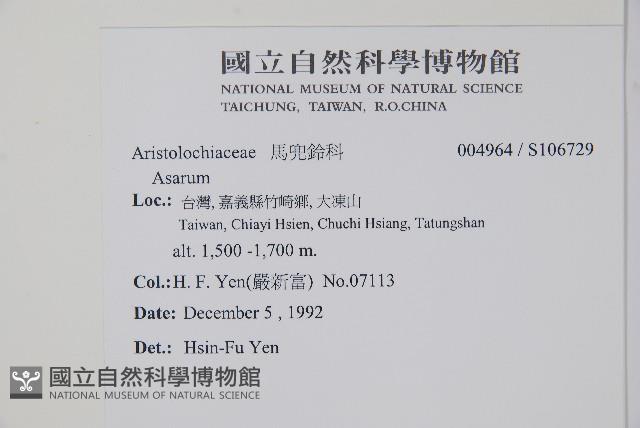 國立自然科學博物館
NATIONAL MUSEUM OF NATURAL SCIENCE
TAICHUNG, TAIWAN, R.O.CHINA
Aristolochiaceae 馬兜鈴科 004964 / S106729
Asarum
Loc.: 台灣, 嘉義縣竹崎鄉, 大凍山
Taiwan, Chiayi Hsien, Chuchi Hsiang, Tatungshan
alt. 1,500 -1,700 m.
Col.: H. F. Yen(嚴新富) No.07113
Date: December 5 , 1992
Det.: Hsin-Fu Yen
國立自然科學博物館
NATIONAL MUSEUM OF NATURAL SCIENCE